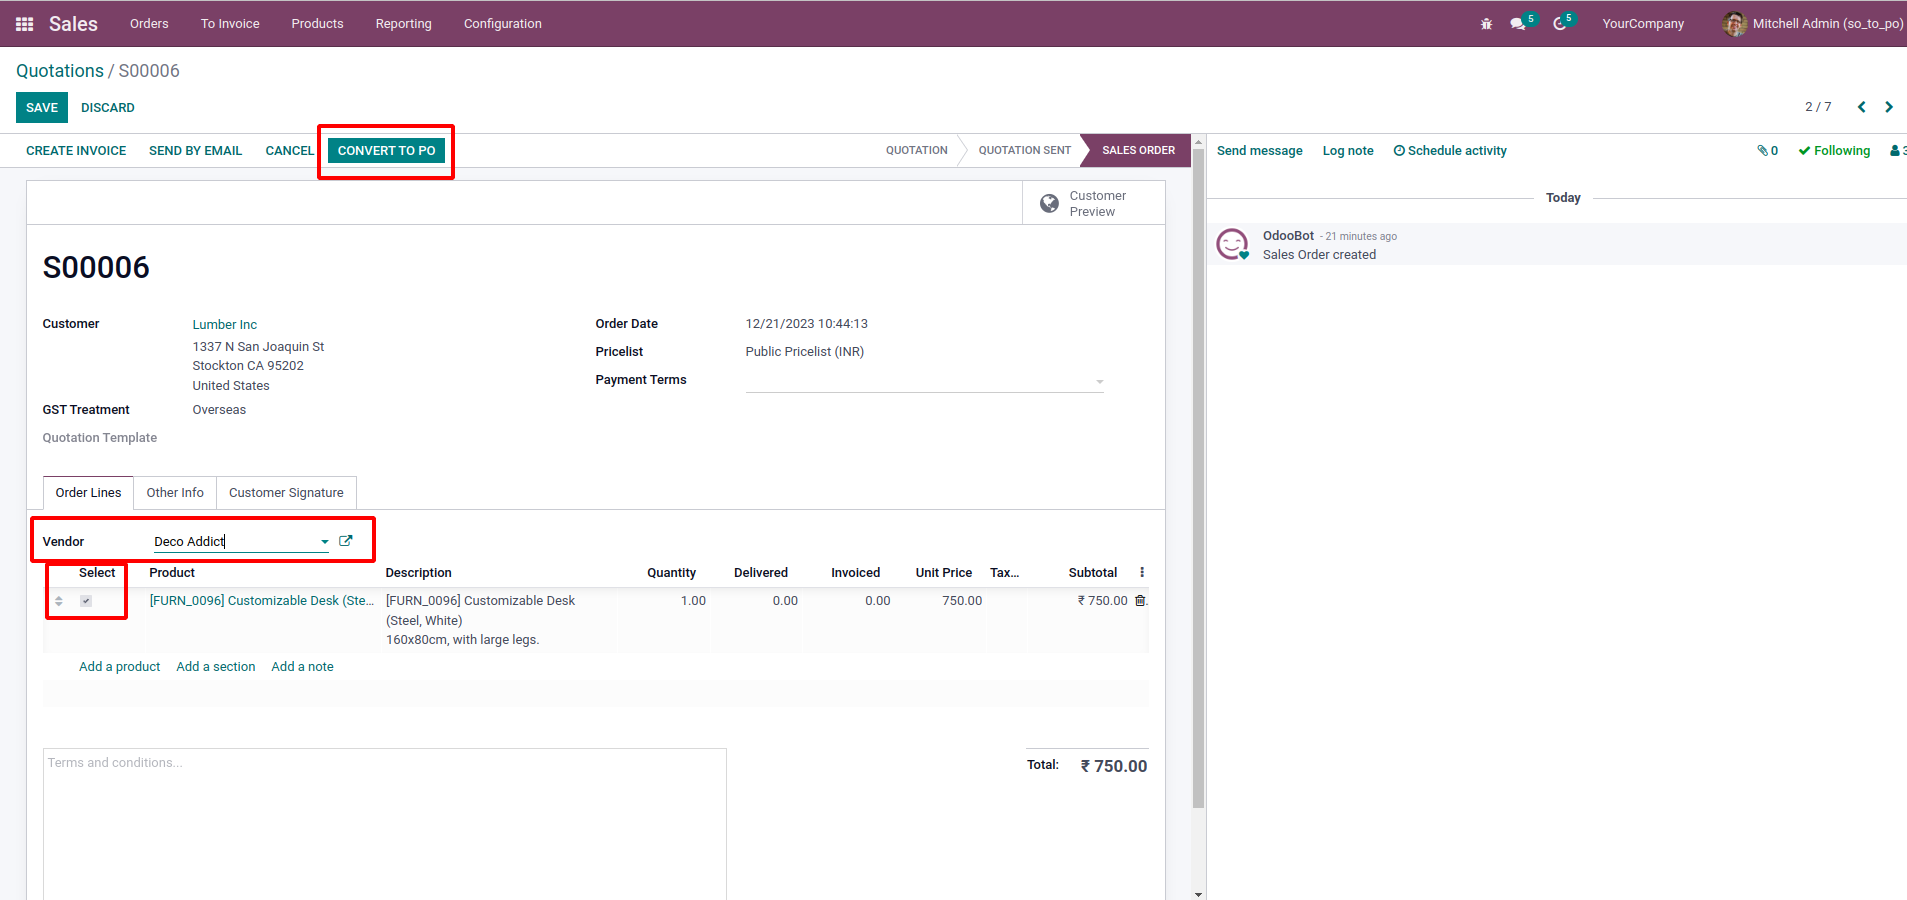 Sales Orders To Invoice Products Reporting Configuration 5 5 YourCompany Mitchell Admin (so_to_po)
Quotations / S00006
SAVE DISCARD 2 / 7
CREATE INVOICE SEND BY EMAIL CANCEL CONVERT TO PO QUOTATION QUOTATION SENT SALES ORDER Send message Log note Schedule activity 0 Following 3
Customer
Preview
Today
OdooBot - 21 minutes ago
Sales Order created
S00006
Customer Lumber Inc Order Date 12/21/2023 10:44:13
1337 N San Joaquin St
Stockton CA 95202
United States
Pricelist Public Pricelist (INR)
Payment Terms
GST Treatment Overseas
Quotation Template
Order Lines Other Info Customer Signature
Vendor Deco Addict
Select Product Description Quantity Delivered Invoiced Unit Price Tax... Subtotal
[FURN_0096] Customizable Desk (Ste... [FURN_0096] Customizable Desk 1.00 0.00 0.00 750.00 ₹ 750.00
(Steel, White)
160x80cm, with large legs.
Add a product Add a section Add a note
Terms and conditions...
Total: ₹ 750.00